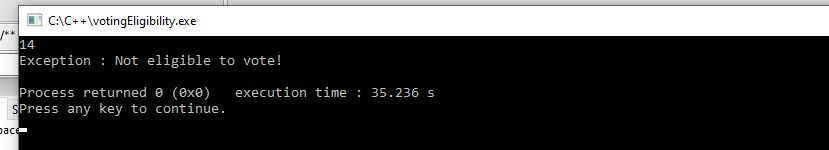 C:\C++\votingEligibility.exe
/**
14
Exception : Not eligible to vote!
Process returned 0 (0x0)   execution time : 35.236 s
Press any key to continue.
S
pace